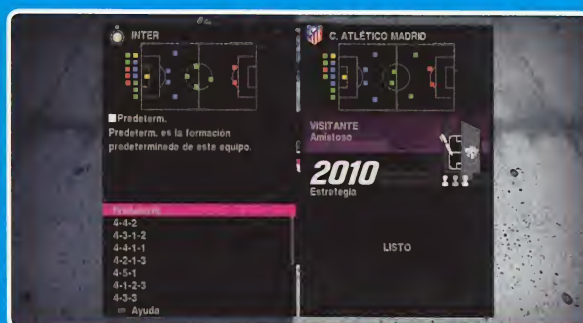 INTER
Predeterm.
Predeterm. es la formación
predeterminada de este equipo.
Predeterm.
4-4-2
4-3-1-2
4-4-1-1
4-2-1-3
4-5-1
4-1-2-3
4-3-3
Ayuda
C. ATLÉTICO MADRID
VISITANTE
Amistoso
2010
Estrategia
LISTO